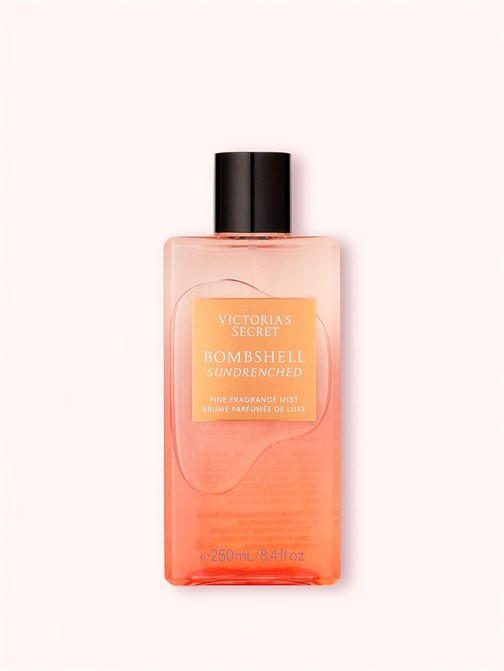 VICTORIA'S
SECRET
BOMBSHELL
SUNDRENCHED
FINE FRAGRANCE MIST
BRUME PARFUMÉE DE LUXE
℮250 mL/8.4 fl oz